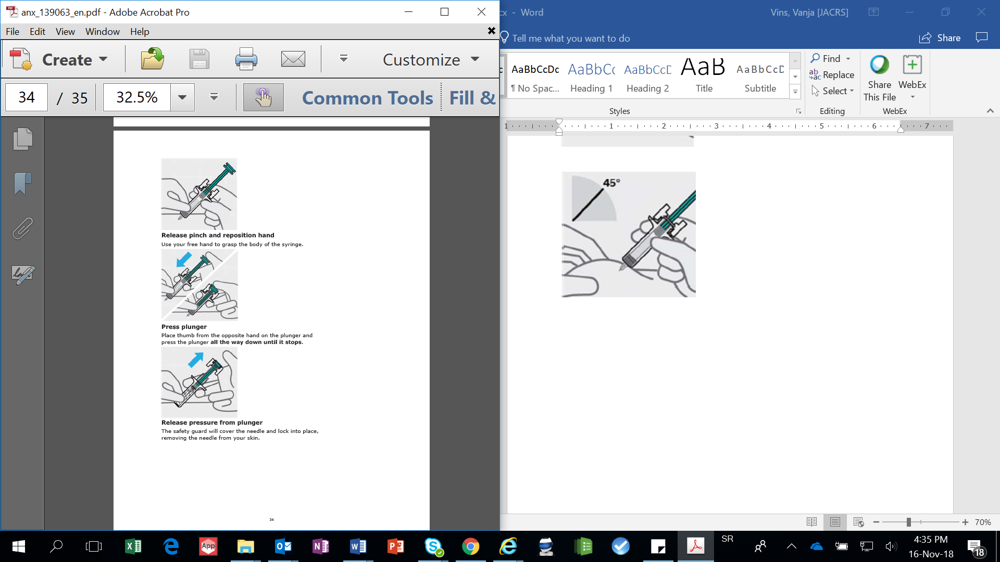 anx_139063_en.pdf - Adobe Acrobat Pro
File Edit View Window Help
Create
Customize
34 / 35 32.5%
Common Tools Fill &
Release pinch and reposition hand
Use your free hand to grasp the body of the syringe.
Press plunger
Place thumb from the opposite hand on the plunger and
press the plunger all the way down until it stops.
Release pressure from plunger
The safety guard will cover the needle and lock into place,
removing the needle from your skin.
34
cx - Word
Vins, Vanja [JACRS]
Tell me what you want to do
Share
AaBbCcDc AaBbCc AaBbCcD AaB AaBbCcD
¶ No Spac... Heading 1 Heading 2 Title Subtitle
Styles
Find
Replace
Select
Editing
Share
This File
WebEx
WebEx
1 1 2 3 4 5 6 7
45°
70%
SR
4:35 PM
16-Nov-18
18